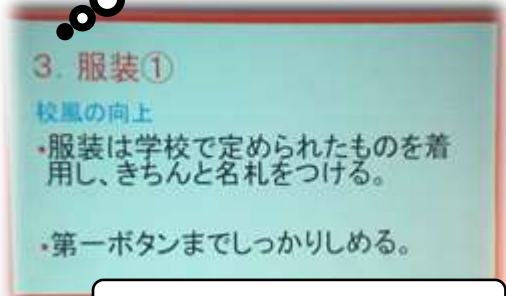 3. 服装①
校風の向上
・服装は学校で定められたものを着
用し、きちんと名札をつける。
・第一ボタンまでしっかりしめる。